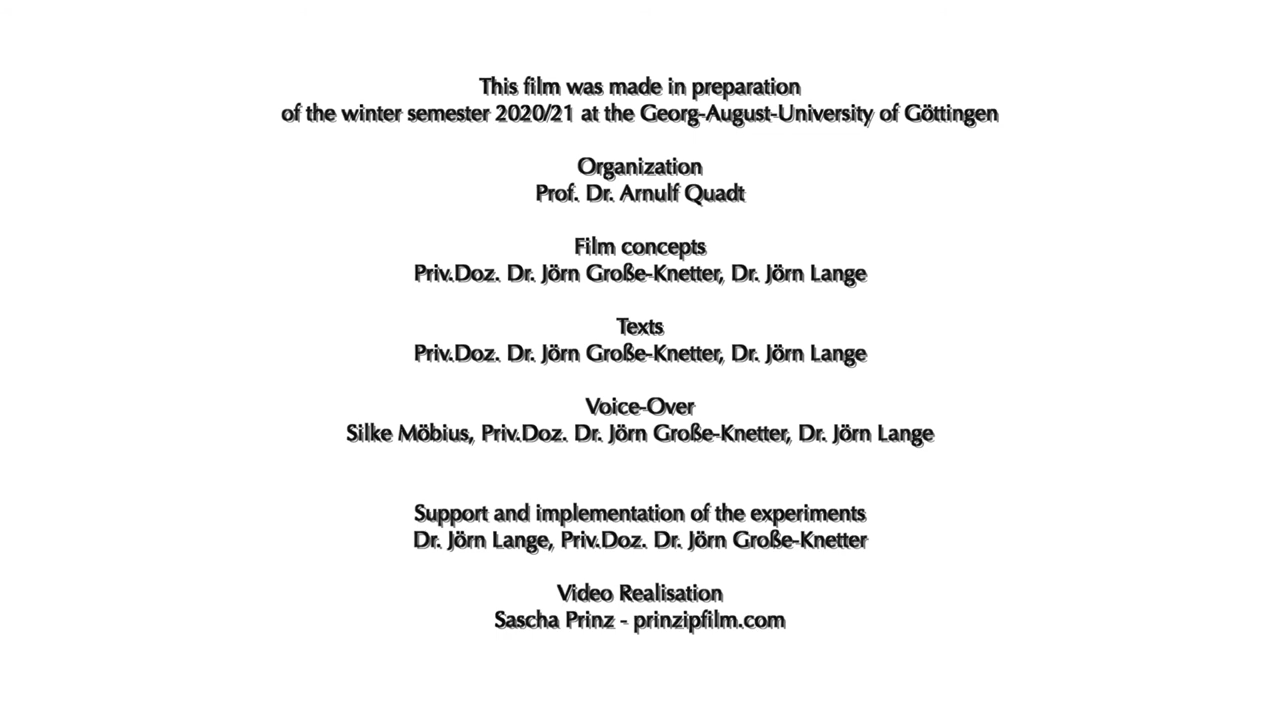 This film was made in preparation
of the winter semester 2020/21 at the Georg-August-University of Göttingen
Organization
Prof. Dr. Arnulf Quadt
Film concepts
Priv.Doz. Dr. Jörn Große-Knetter, Dr. Jörn Lange
Texts
Priv.Doz. Dr. Jörn Große-Knetter, Dr. Jörn Lange
Voice-Over
Silke Möbius, Priv.Doz. Dr. Jörn Große-Knetter, Dr. Jörn Lange
Support and implementation of the experiments
Dr. Jörn Lange, Priv.Doz. Dr. Jörn Große-Knetter
Video Realisation
Sascha Prinz - prinzipfilm.com